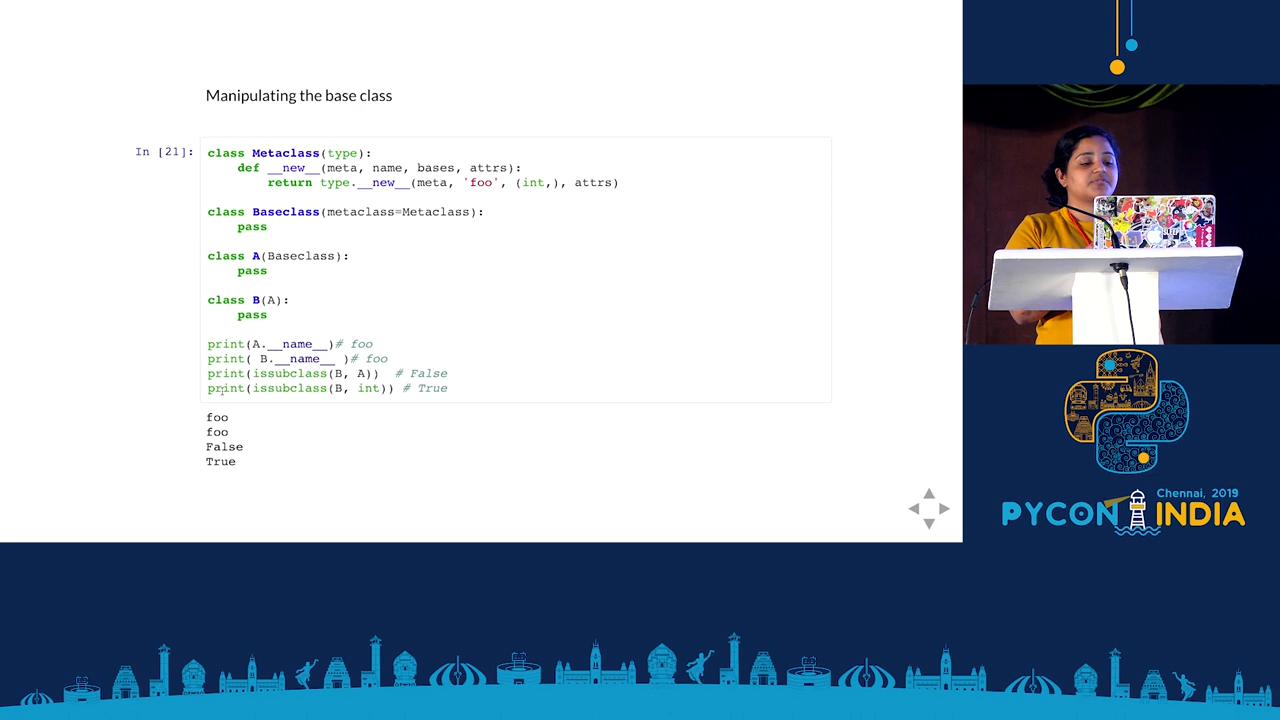 Manipulating the base class
In [21]:
class Metaclass(type):
    def __new__(meta, name, bases, attrs):
        return type.__new__(meta, 'foo', (int,), attrs)
class Baseclass(metaclass=Metaclass):
    pass
class A(Baseclass):
    pass
class B(A):
    pass
print(A.__name__)# foo
print( B.__name__ )# foo
print(issubclass(B, A))  # False
print(issubclass(B, int)) # True
foo
foo
False
True
Chennai, 2019
PYCON INDIA